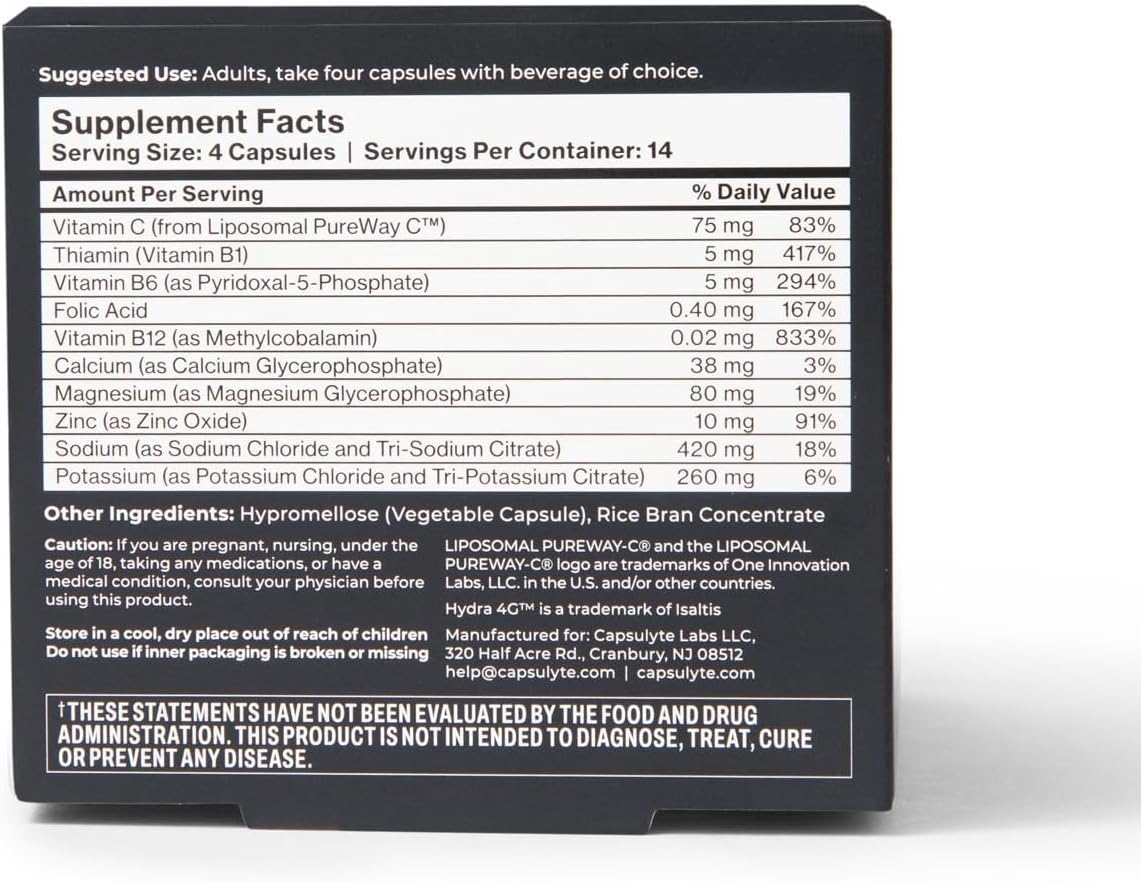 Suggested Use: Adults, take four capsules with beverage of choice.
Supplement Facts
Serving Size: 4 Capsules | Servings Per Container: 14
Amount Per Serving % Daily Value
Vitamin C (from Liposomal PureWay C™) 75 mg 83%
Thiamin (Vitamin B1) 5 mg 417%
Vitamin B6 (as Pyridoxal-5-Phosphate) 5 mg 294%
Folic Acid 0.40 mg 167%
Vitamin B12 (as Methylcobalamin) 0.02 mg 833%
Calcium (as Calcium Glycerophosphate) 38 mg 3%
Magnesium (as Magnesium Glycerophosphate) 80 mg 19%
Zinc (as Zinc Oxide) 10 mg 91%
Sodium (as Sodium Chloride and Tri-Sodium Citrate) 420 mg 18%
Potassium (as Potassium Chloride and Tri-Potassium Citrate) 260 mg 6%
Other Ingredients: Hypromellose (Vegetable Capsule), Rice Bran Concentrate
Caution: If you are pregnant, nursing, under the
age of 18, taking any medications, or have a
medical condition, consult your physician before
using this product.
Store in a cool, dry place out of reach of children
Do not use if inner packaging is broken or missing
LIPOSOMAL PUREWAY-C® and the LIPOSOMAL
PUREWAY-C® logo are trademarks of One Innovation
Labs, LLC. in the U.S. and/or other countries.
Hydra 4G™ is a trademark of Isaltis
Manufactured for: Capsulyte Labs LLC,
320 Half Acre Rd., Cranbury, NJ 08512
help@capsulyte.com | capsulyte.com
†THESE STATEMENTS HAVE NOT BEEN EVALUATED BY THE FOOD AND DRUG
ADMINISTRATION. THIS PRODUCT IS NOT INTENDED TO DIAGNOSE, TREAT, CURE
OR PREVENT ANY DISEASE.